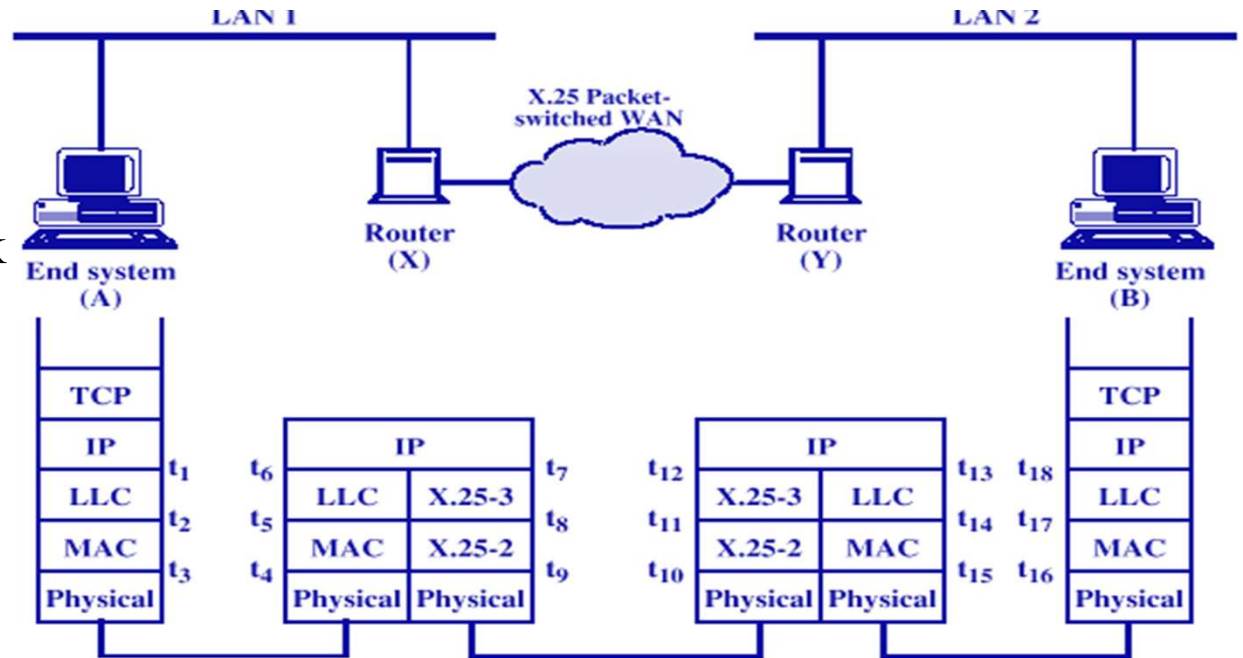 LAN 1
LAN 2
X.25 Packet-
switched WAN
Router
(X)
Router
(Y)
k
End system
(A)
End system
(B)
TCP
TCP
IP
IP
IP
IP
t1 t6 t7 t12 t13 t18
LLC
LLC X.25-3
X.25-3 LLC
LLC
t2 t5 t8 t11 t14 t17
MAC
MAC X.25-2
X.25-2 MAC
MAC
t3 t4 t9 t10 t15 t16
Physical
Physical Physical
Physical Physical
Physical